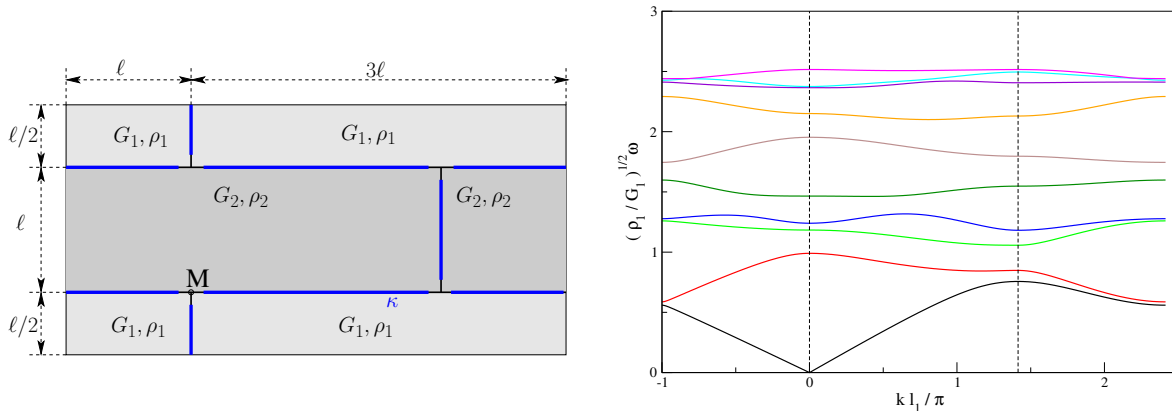 ℓ
3ℓ
ℓ/2
G₁, ρ₁
G₁, ρ₁
ℓ
G₂, ρ₂
G₂, ρ₂
M
κ
ℓ/2
G₁, ρ₁
G₁, ρ₁
3
2
1
0
(ρ₁ / G₁)^{1/2} ω
-1
0
1
2
k l₁ / π